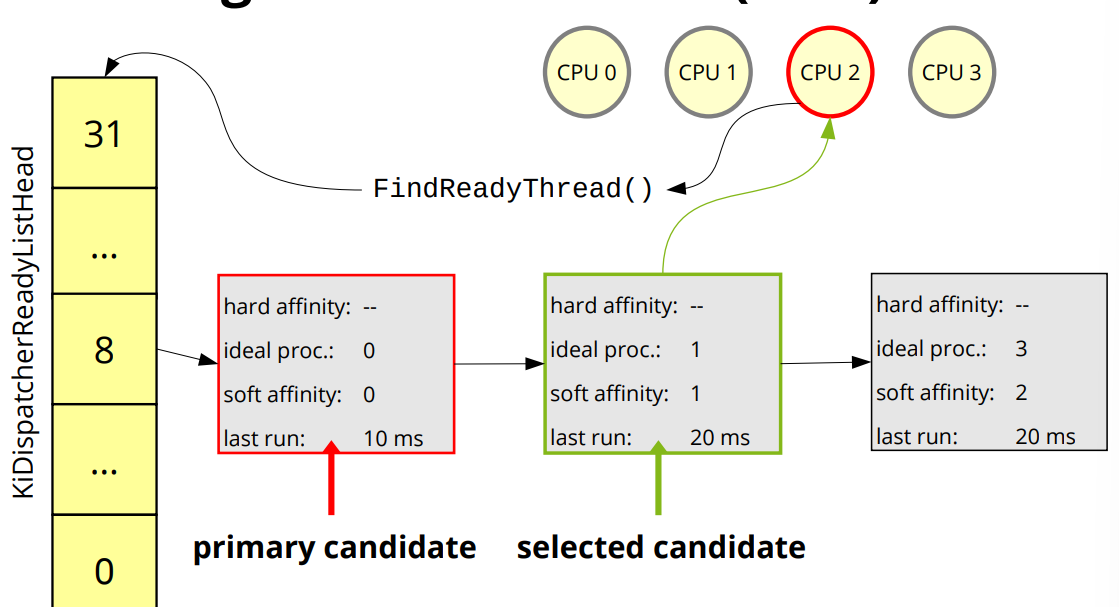 CPU 0
CPU 1
CPU 2
CPU 3
31
FindReadyThread()
KiDispatcherReadyListHead
...
8
...
0
hard affinity: --
ideal proc.: 0
soft affinity: 0
last run: 10 ms
hard affinity: --
ideal proc.: 1
soft affinity: 1
last run: 20 ms
hard affinity: --
ideal proc.: 3
soft affinity: 2
last run: 20 ms
primary candidate
selected candidate